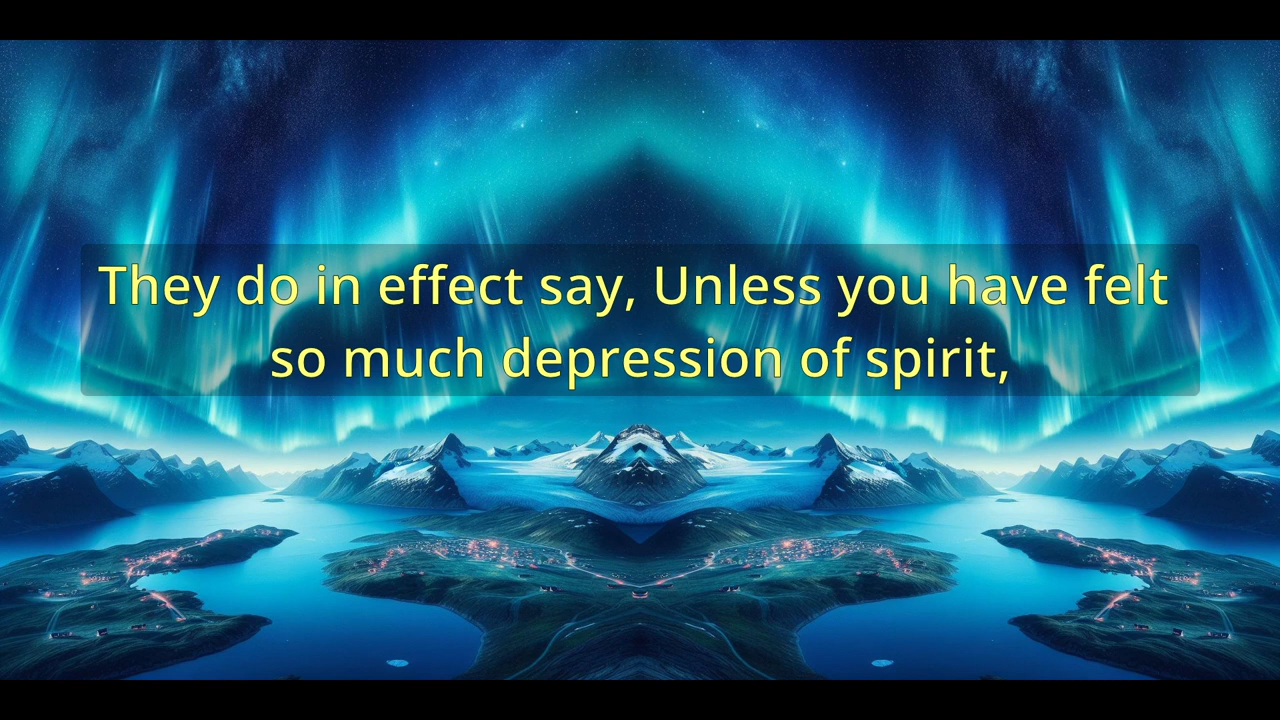 They do in effect say, Unless you have felt
so much depression of spirit,